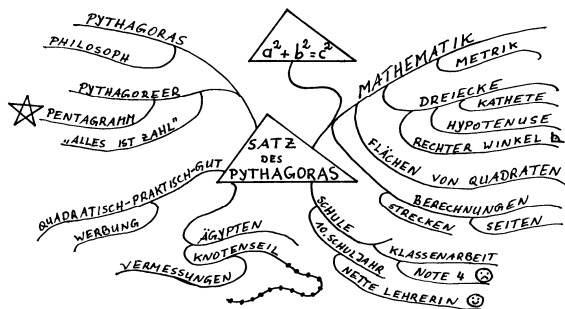 PYTHAGORAS
PHILOSOPH
PYTHAGOREER
PENTAGRAMM
„ALLES IST ZAHL"
QUADRATISCH-PRAKTISCH-GUT
WERBUNG
ÄGYPTEN
KNOTENSEIL
VERMESSUNGEN
a²+b²=c²
SATZ
DES
PYTHAGORAS
MATHEMATIK
METRIK
DREIECKE
KATHETE
HYPOTENUSE
RECHTER WINKEL
FLÄCHEN VON QUADRATEN
BERECHNUNGEN
STRECKEN
SEITEN
SCHULE
10. SCHULJAHR
KLASSENARBEIT
NOTE 4
NETTE LEHRERIN